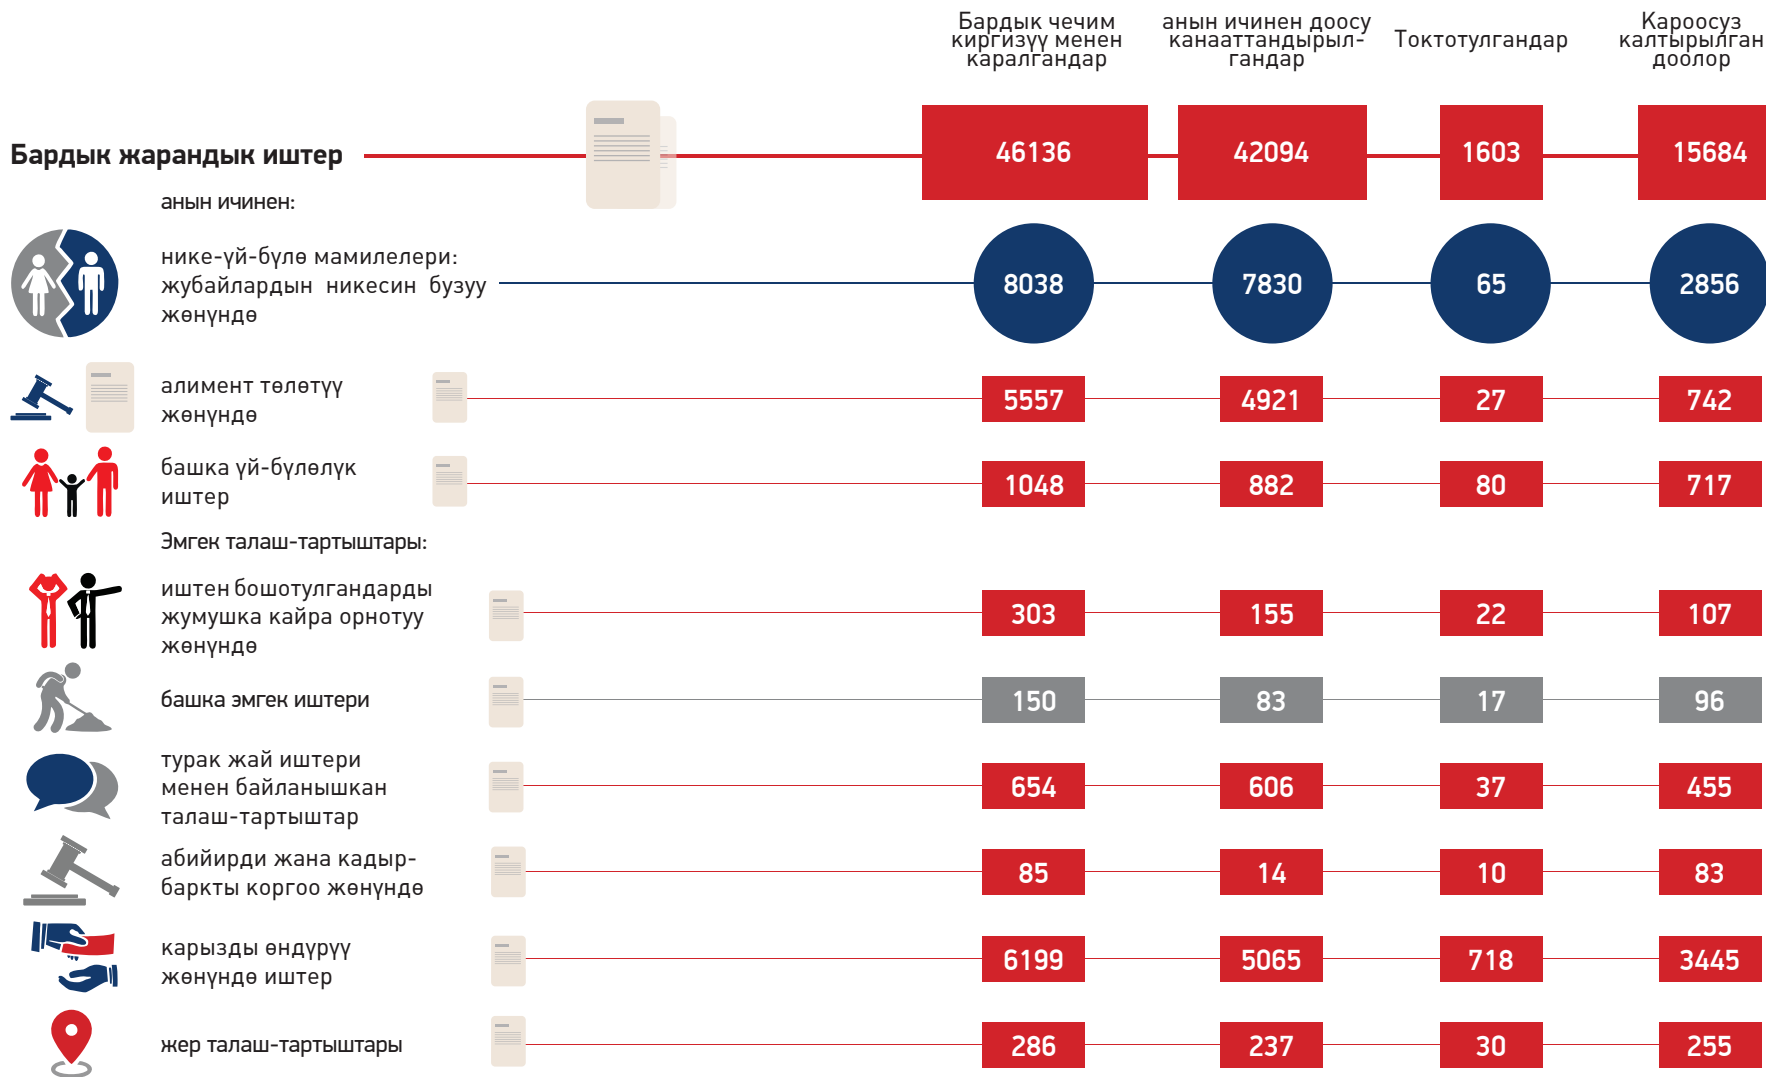 Бардык чечим
киргизүү менен
каралгандар
анын ичинен доосу
канааттандырыл-
гандар
Токтотулгандар
Кароосуз
калтырылган
доолор
Бардык жарандык иштер 46136 42094 1603 15684
анын ичинен:
нике-үй-бүлө мамилелери:
жубайлардын никесин бузуу
жөнүндө
8038 7830 65 2856
алимент төлөтүү
жөнүндө
5557 4921 27 742
башка үй-бүлөлүк
иштер
1048 882 80 717
Эмгек талаш-тартыштары:
иштен бошотулгандарды
жумушка кайра орнотуу
жөнүндө
303 155 22 107
башка эмгек иштери 150 83 17 96
турак жай иштери
менен байланышкан
талаш-тартыштар
654 606 37 455
абийирди жана кадыр-
баркты коргоо жөнүндө
85 14 10 83
карызды өндүрүү
жөнүндө иштер
6199 5065 718 3445
жер талаш-тартыштары 286 237 30 255